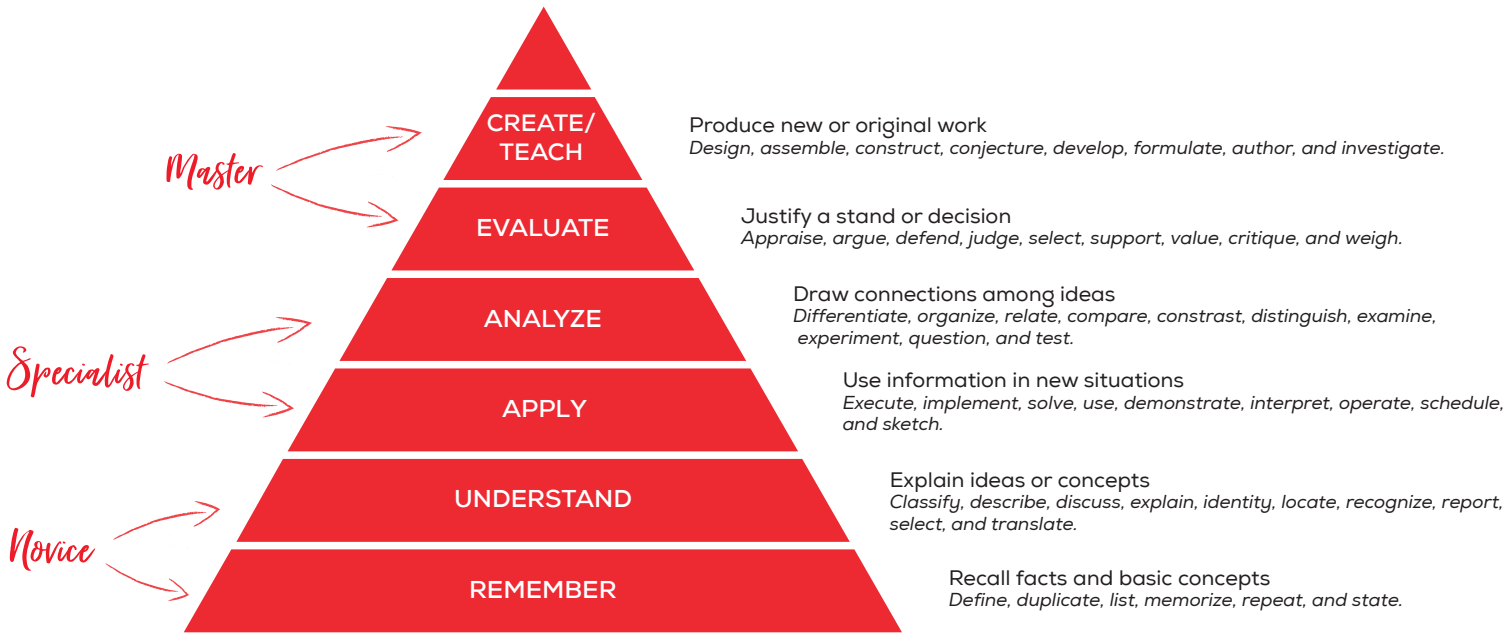 CREATE/
TEACH
Produce new or original work
Design, assemble, construct, conjecture, develop, formulate, author, and investigate.
Master
EVALUATE
Justify a stand or decision
Appraise, argue, defend, judge, select, support, value, critique, and weigh.
ANALYZE
Draw connections among ideas
Differentiate, organize, relate, compare, constrast, distinguish, examine,
experiment, question, and test.
Specialist
APPLY
Use information in new situations
Execute, implement, solve, use, demonstrate, interpret, operate, schedule,
and sketch.
UNDERSTAND
Explain ideas or concepts
Classify, describe, discuss, explain, identity, locate, recognize, report,
select, and translate.
Novice
REMEMBER
Recall facts and basic concepts
Define, duplicate, list, memorize, repeat, and state.